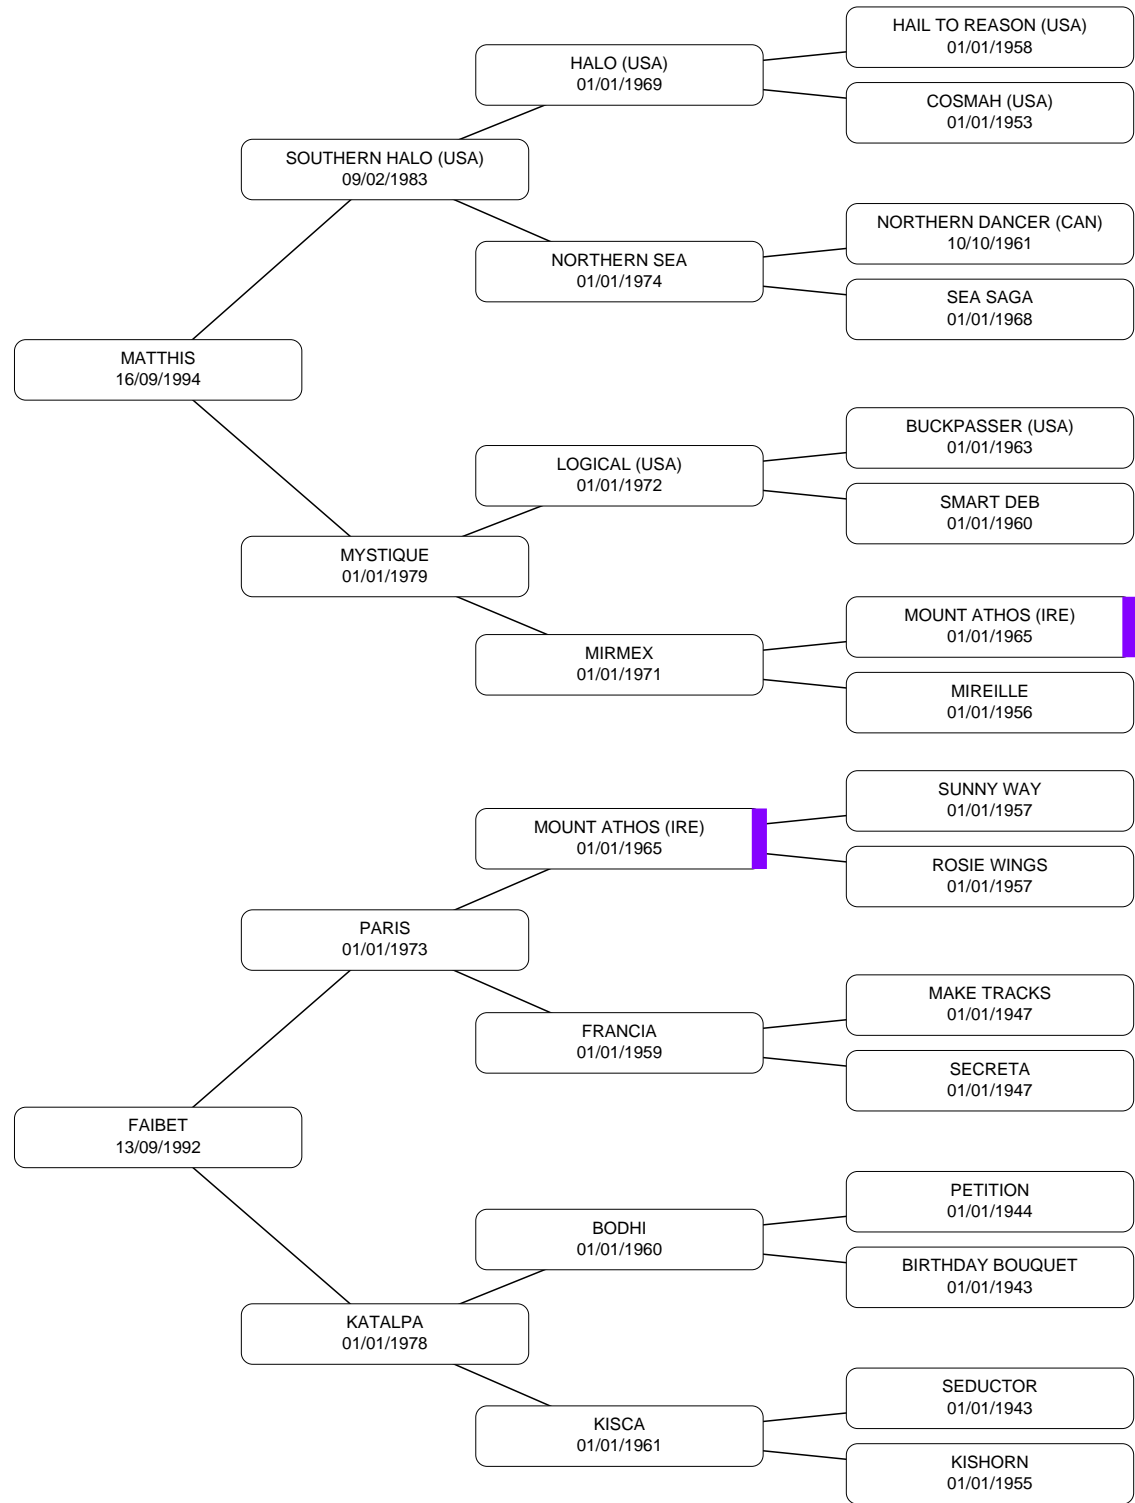 HAIL TO REASON (USA)
01/01/1958
HALO (USA)
01/01/1969
COSMAH (USA)
01/01/1953
SOUTHERN HALO (USA)
09/02/1983
NORTHERN DANCER (CAN)
10/10/1961
NORTHERN SEA
01/01/1974
SEA SAGA
01/01/1968
MATTHIS
16/09/1994
BUCKPASSER (USA)
01/01/1963
LOGICAL (USA)
01/01/1972
SMART DEB
01/01/1960
MYSTIQUE
01/01/1979
MOUNT ATHOS (IRE)
01/01/1965
MIRMEX
01/01/1971
MIREILLE
01/01/1956
SUNNY WAY
01/01/1957
MOUNT ATHOS (IRE)
01/01/1965
ROSIE WINGS
01/01/1957
PARIS
01/01/1973
MAKE TRACKS
01/01/1947
FRANCIA
01/01/1959
SECRETA
01/01/1947
FAIBET
13/09/1992
PETITION
01/01/1944
BODHI
01/01/1960
BIRTHDAY BOUQUET
01/01/1943
KATALPA
01/01/1978
SEDUCTOR
01/01/1943
KISCA
01/01/1961
KISHORN
01/01/1955